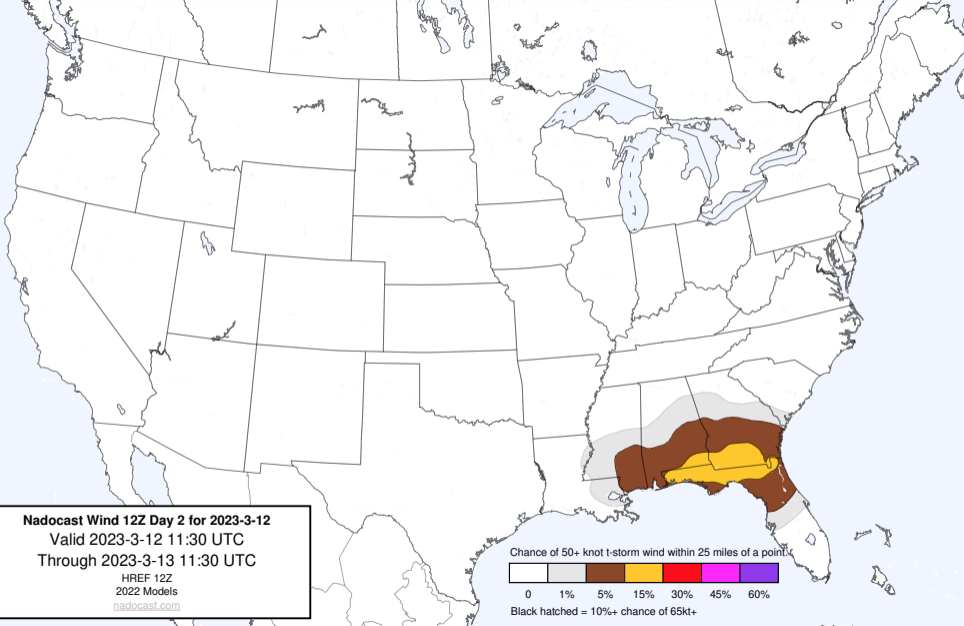 Nadocast Wind 12Z Day 2 for 2023-3-12
Valid 2023-3-12 11:30 UTC
Through 2023-3-13 11:30 UTC
HREF 12Z
2022 Models
nadocast.com
Chance of 50+ knot t-storm wind within 25 miles of a point.
0 1% 5% 15% 30% 45% 60%
Black hatched = 10%+ chance of 65kt+